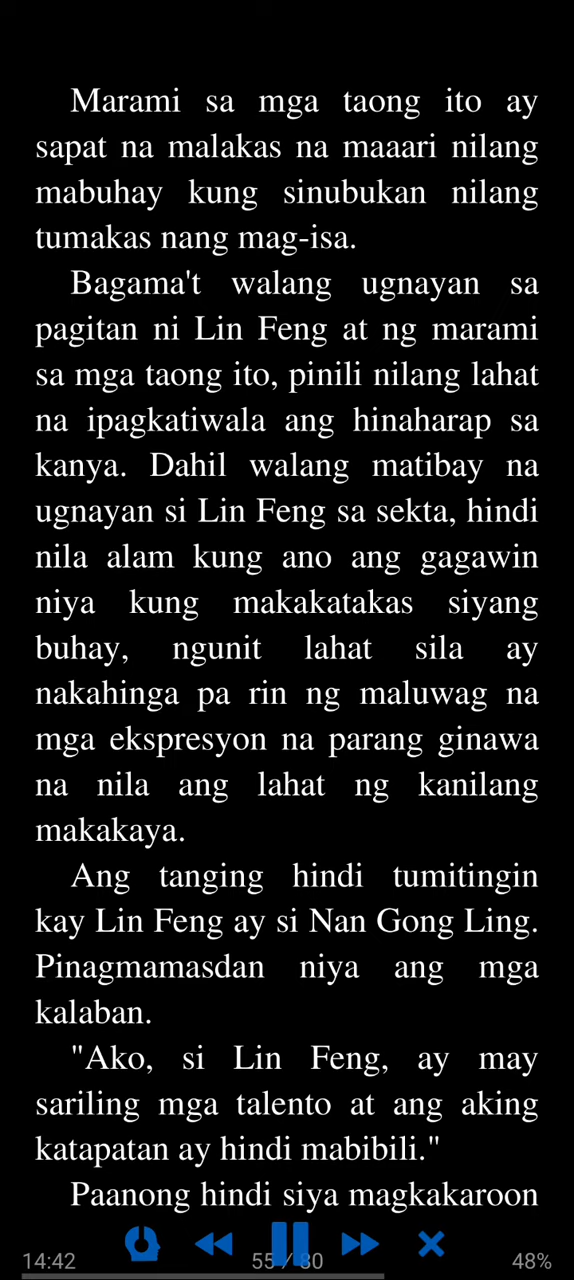 Marami sa mga taong ito ay
sapat na malakas na maaari nilang
mabuhay kung sinubukan nilang
tumakas nang mag-isa.
Bagama't walang ugnayan sa
pagitan ni Lin Feng at ng marami
sa mga taong ito, pinili nilang lahat
na ipagkatiwala ang hinaharap sa
kanya. Dahil walang matibay na
ugnayan si Lin Feng sa sekta, hindi
nila alam kung ano ang gagawin
niya kung makakatakas siyang
buhay, ngunit lahat sila ay
nakahinga pa rin ng maluwag na
mga ekspresyon na parang ginawa
na nila ang lahat ng kanilang
makakaya.
Ang tanging hindi tumitingin
kay Lin Feng ay si Nan Gong Ling.
Pinagmamasdan niya ang mga
kalaban.
"Ako, si Lin Feng, ay may
sariling mga talento at ang aking
katapatan ay hindi mabibili."
Paanong hindi siya magkakaroon
14:42 55 / 80 48%